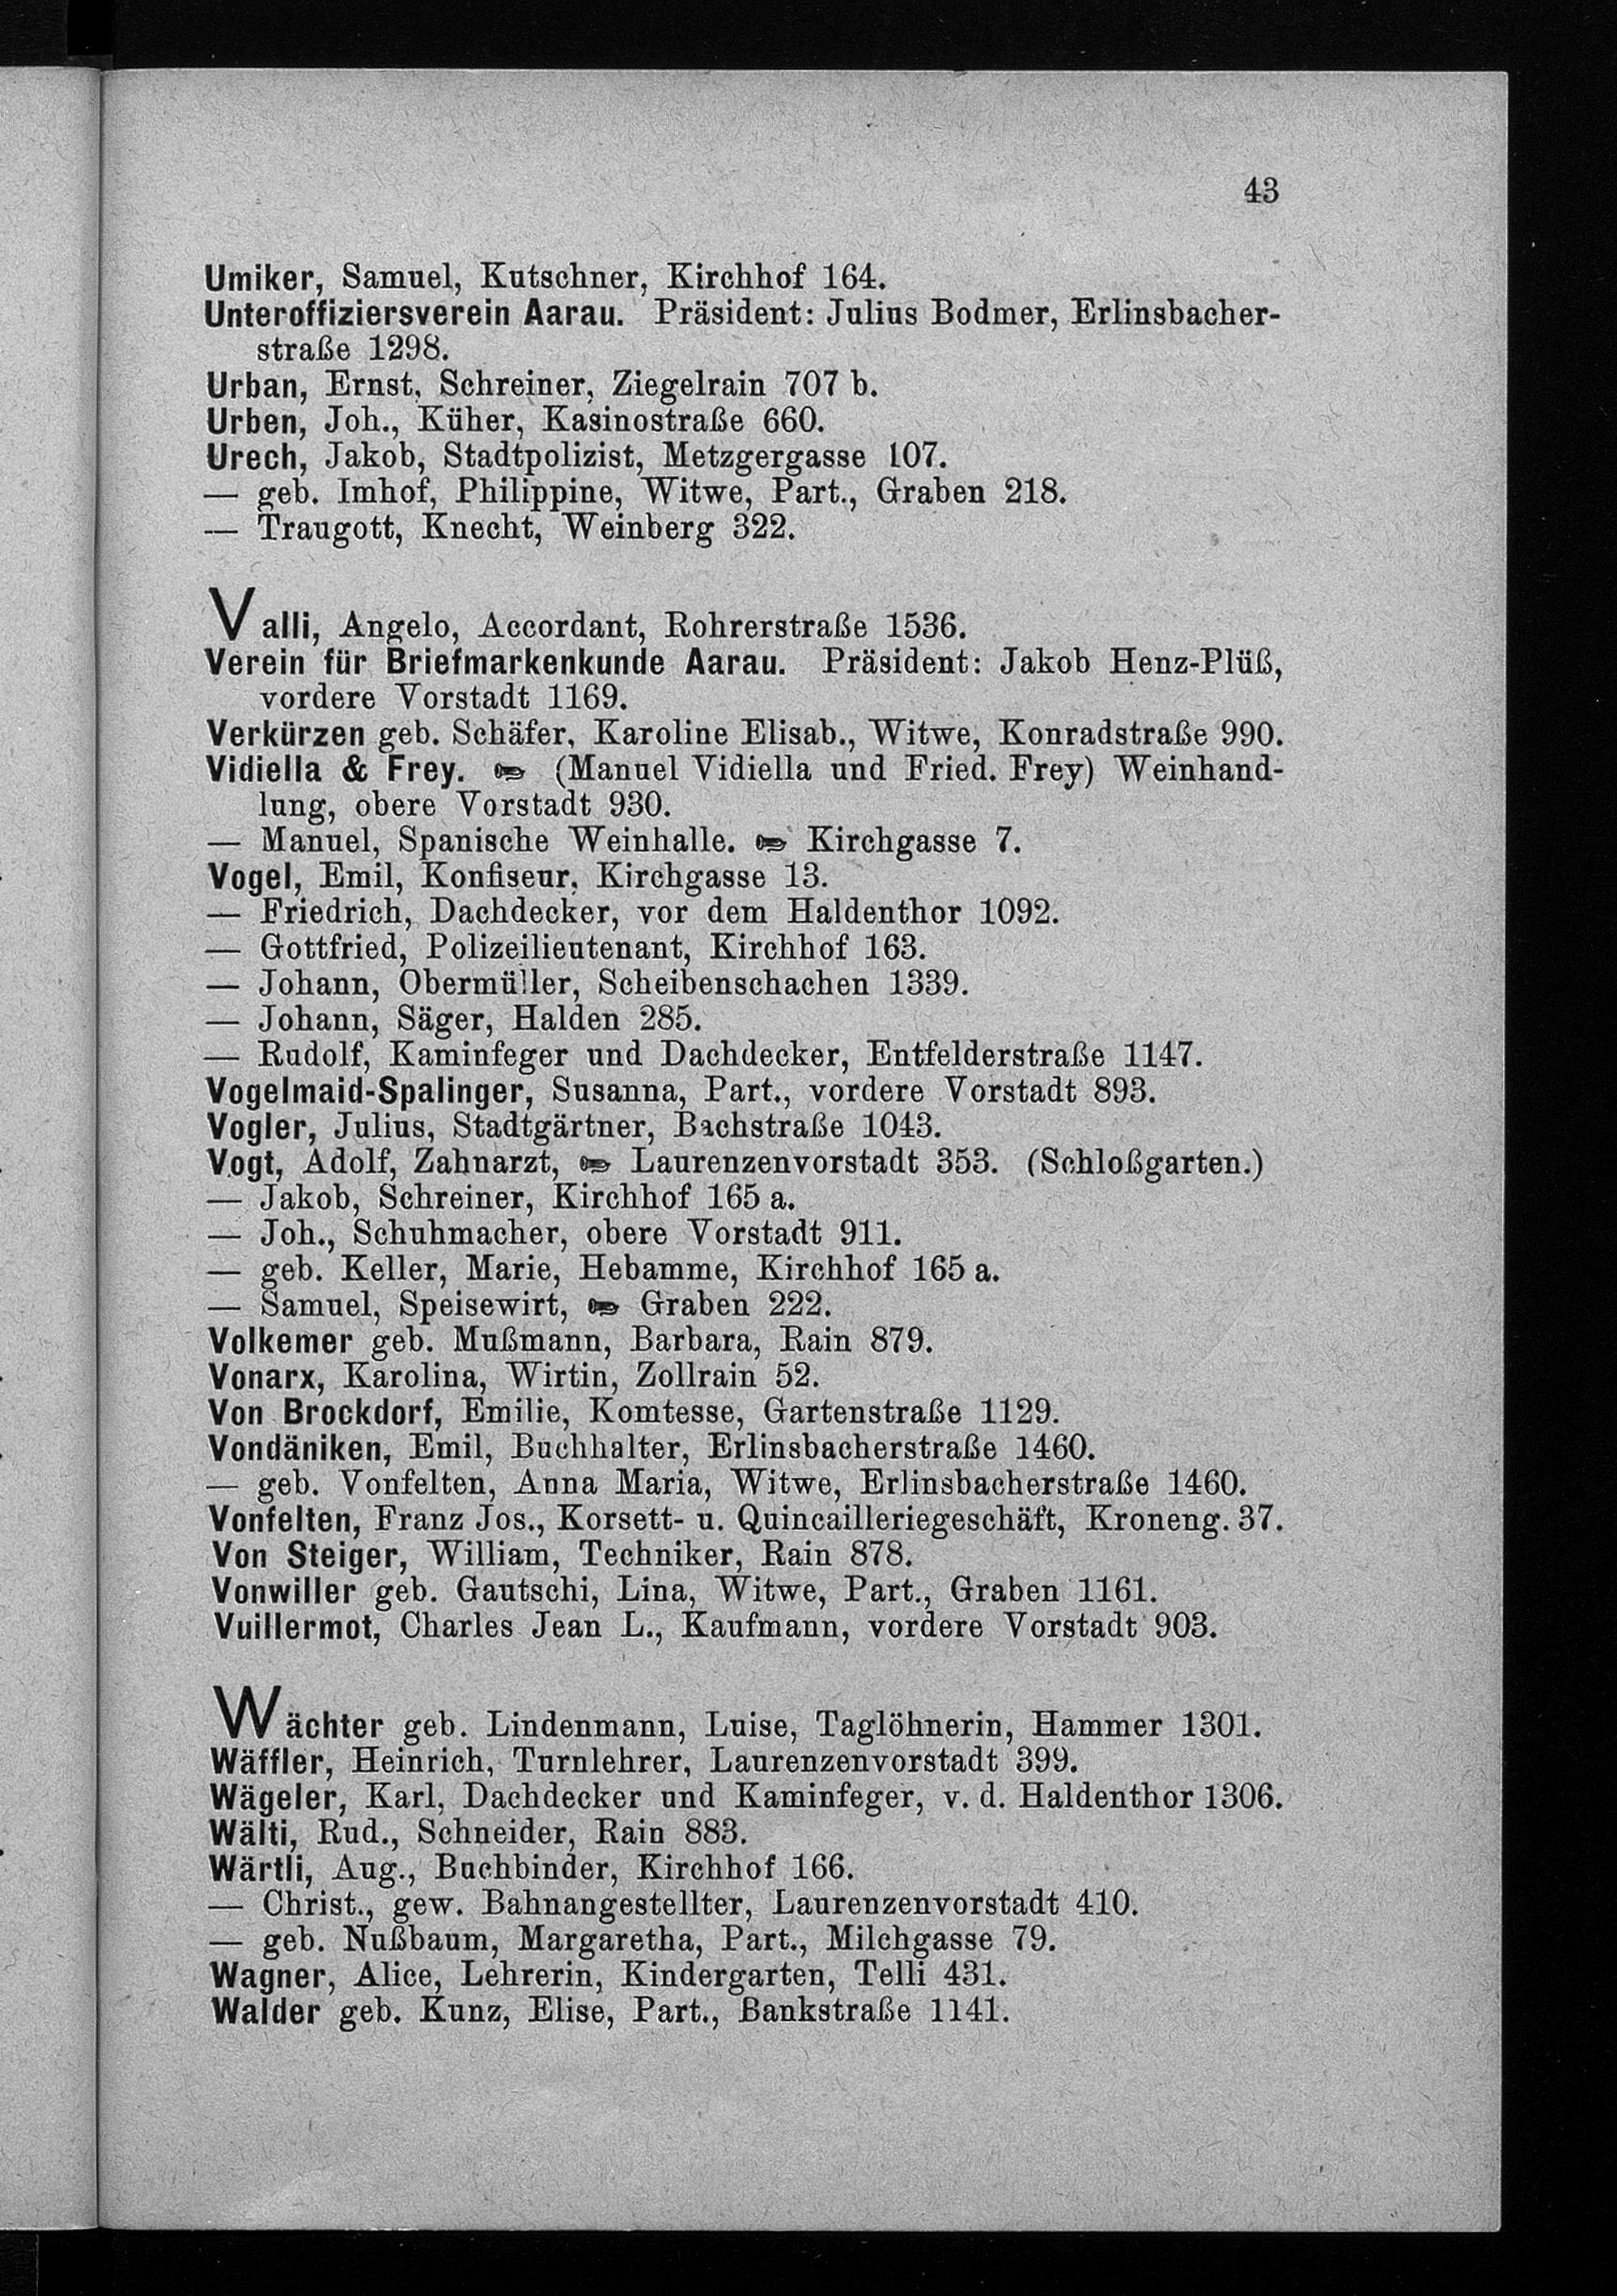 43
Umiker, Samuel, Kutschner, Kirchhof 164.
Unteroffiziersverein Aarau. Präsident: Julius Bodmer, Erlinsbacher-
straße 1298.
Urban, Ernst, Schreiner, Ziegelrain 707 b.
Urben, Joh., Küher, Kasinostraße 660.
Urech, Jakob, Stadtpolizist, Metzgergasse 107.
— geb. Imhof, Philippine, Witwe, Part., Graben 218.
— Traugott, Knecht, Weinberg 322.
Valli, Angelo, Accordant, Rohrerstraße 1536.
Verein für Briefmarkenkunde Aarau. Präsident: Jakob Henz-Plüß,
vordere Vorstadt 1169.
Verkürzen geb. Schäfer, Karoline Elisab., Witwe, Konradstraße 990.
Vidiella & Frey. (Manuel Vidiella und Fried. Frey) Weinhand-
lung, obere Vorstadt 930.
— Manuel, Spanische Weinhalle. Kirchgasse 7.
Vogel, Emil, Konfiseur, Kirchgasse 13.
— Friedrich, Dachdecker, vor dem Haldenthor 1092.
— Gottfried, Polizeilieutenant, Kirchhof 163.
— Johann, Obermüller, Scheibenschachen 1339.
— Johann, Säger, Halden 285.
— Rudolf, Kaminfeger und Dachdecker, Entfelderstraße 1147.
Vogelmaid-Spalinger, Susanna, Part., vordere Vorstadt 893.
Vogler, Julius, Stadtgärtner, Bachstraße 1043.
Vogt, Adolf, Zahnarzt, Laurenzenvorstadt 353. (Schloßgarten.)
— Jakob, Schreiner, Kirchhof 165 a.
— Joh., Schuhmacher, obere Vorstadt 911.
— geb. Keller, Marie, Hebamme, Kirchhof 165 a.
— Samuel, Speisewirt, Graben 222.
Volkemer geb. Mußmann, Barbara, Rain 879.
Vonarx, Karolina, Wirtin, Zollrain 52.
Von Brockdorf, Emilie, Komtesse, Gartenstraße 1129.
Vondäniken, Emil, Buchhalter, Erlinsbacherstraße 1460.
— geb. Vonfelten, Anna Maria, Witwe, Erlinsbacherstraße 1460.
Vonfelten, Franz Jos., Korsett- u. Quincailleriegeschäft, Kroneng. 37.
Von Steiger, William, Techniker, Rain 878.
Vonwiller geb. Gautschi, Lina, Witwe, Part., Graben 1161.
Vuillermot, Charles Jean L., Kaufmann, vordere Vorstadt 903.
Wächter geb. Lindenmann, Luise, Taglöhnerin, Hammer 1301.
Wäffler, Heinrich, Turnlehrer, Laurenzenvorstadt 399.
Wägeler, Karl, Dachdecker und Kaminfeger, v. d. Haldenthor 1306.
Wälti, Rud., Schneider, Rain 883.
Wärtli, Aug., Buchbinder, Kirchhof 166.
— Christ., gew. Bahnangestellter, Laurenzenvorstadt 410.
— geb. Nußbaum, Margaretha, Part., Milchgasse 79.
Wagner, Alice, Lehrerin, Kindergarten, Telli 431.
Walder geb. Kunz, Elise, Part., Bankstraße 1141.